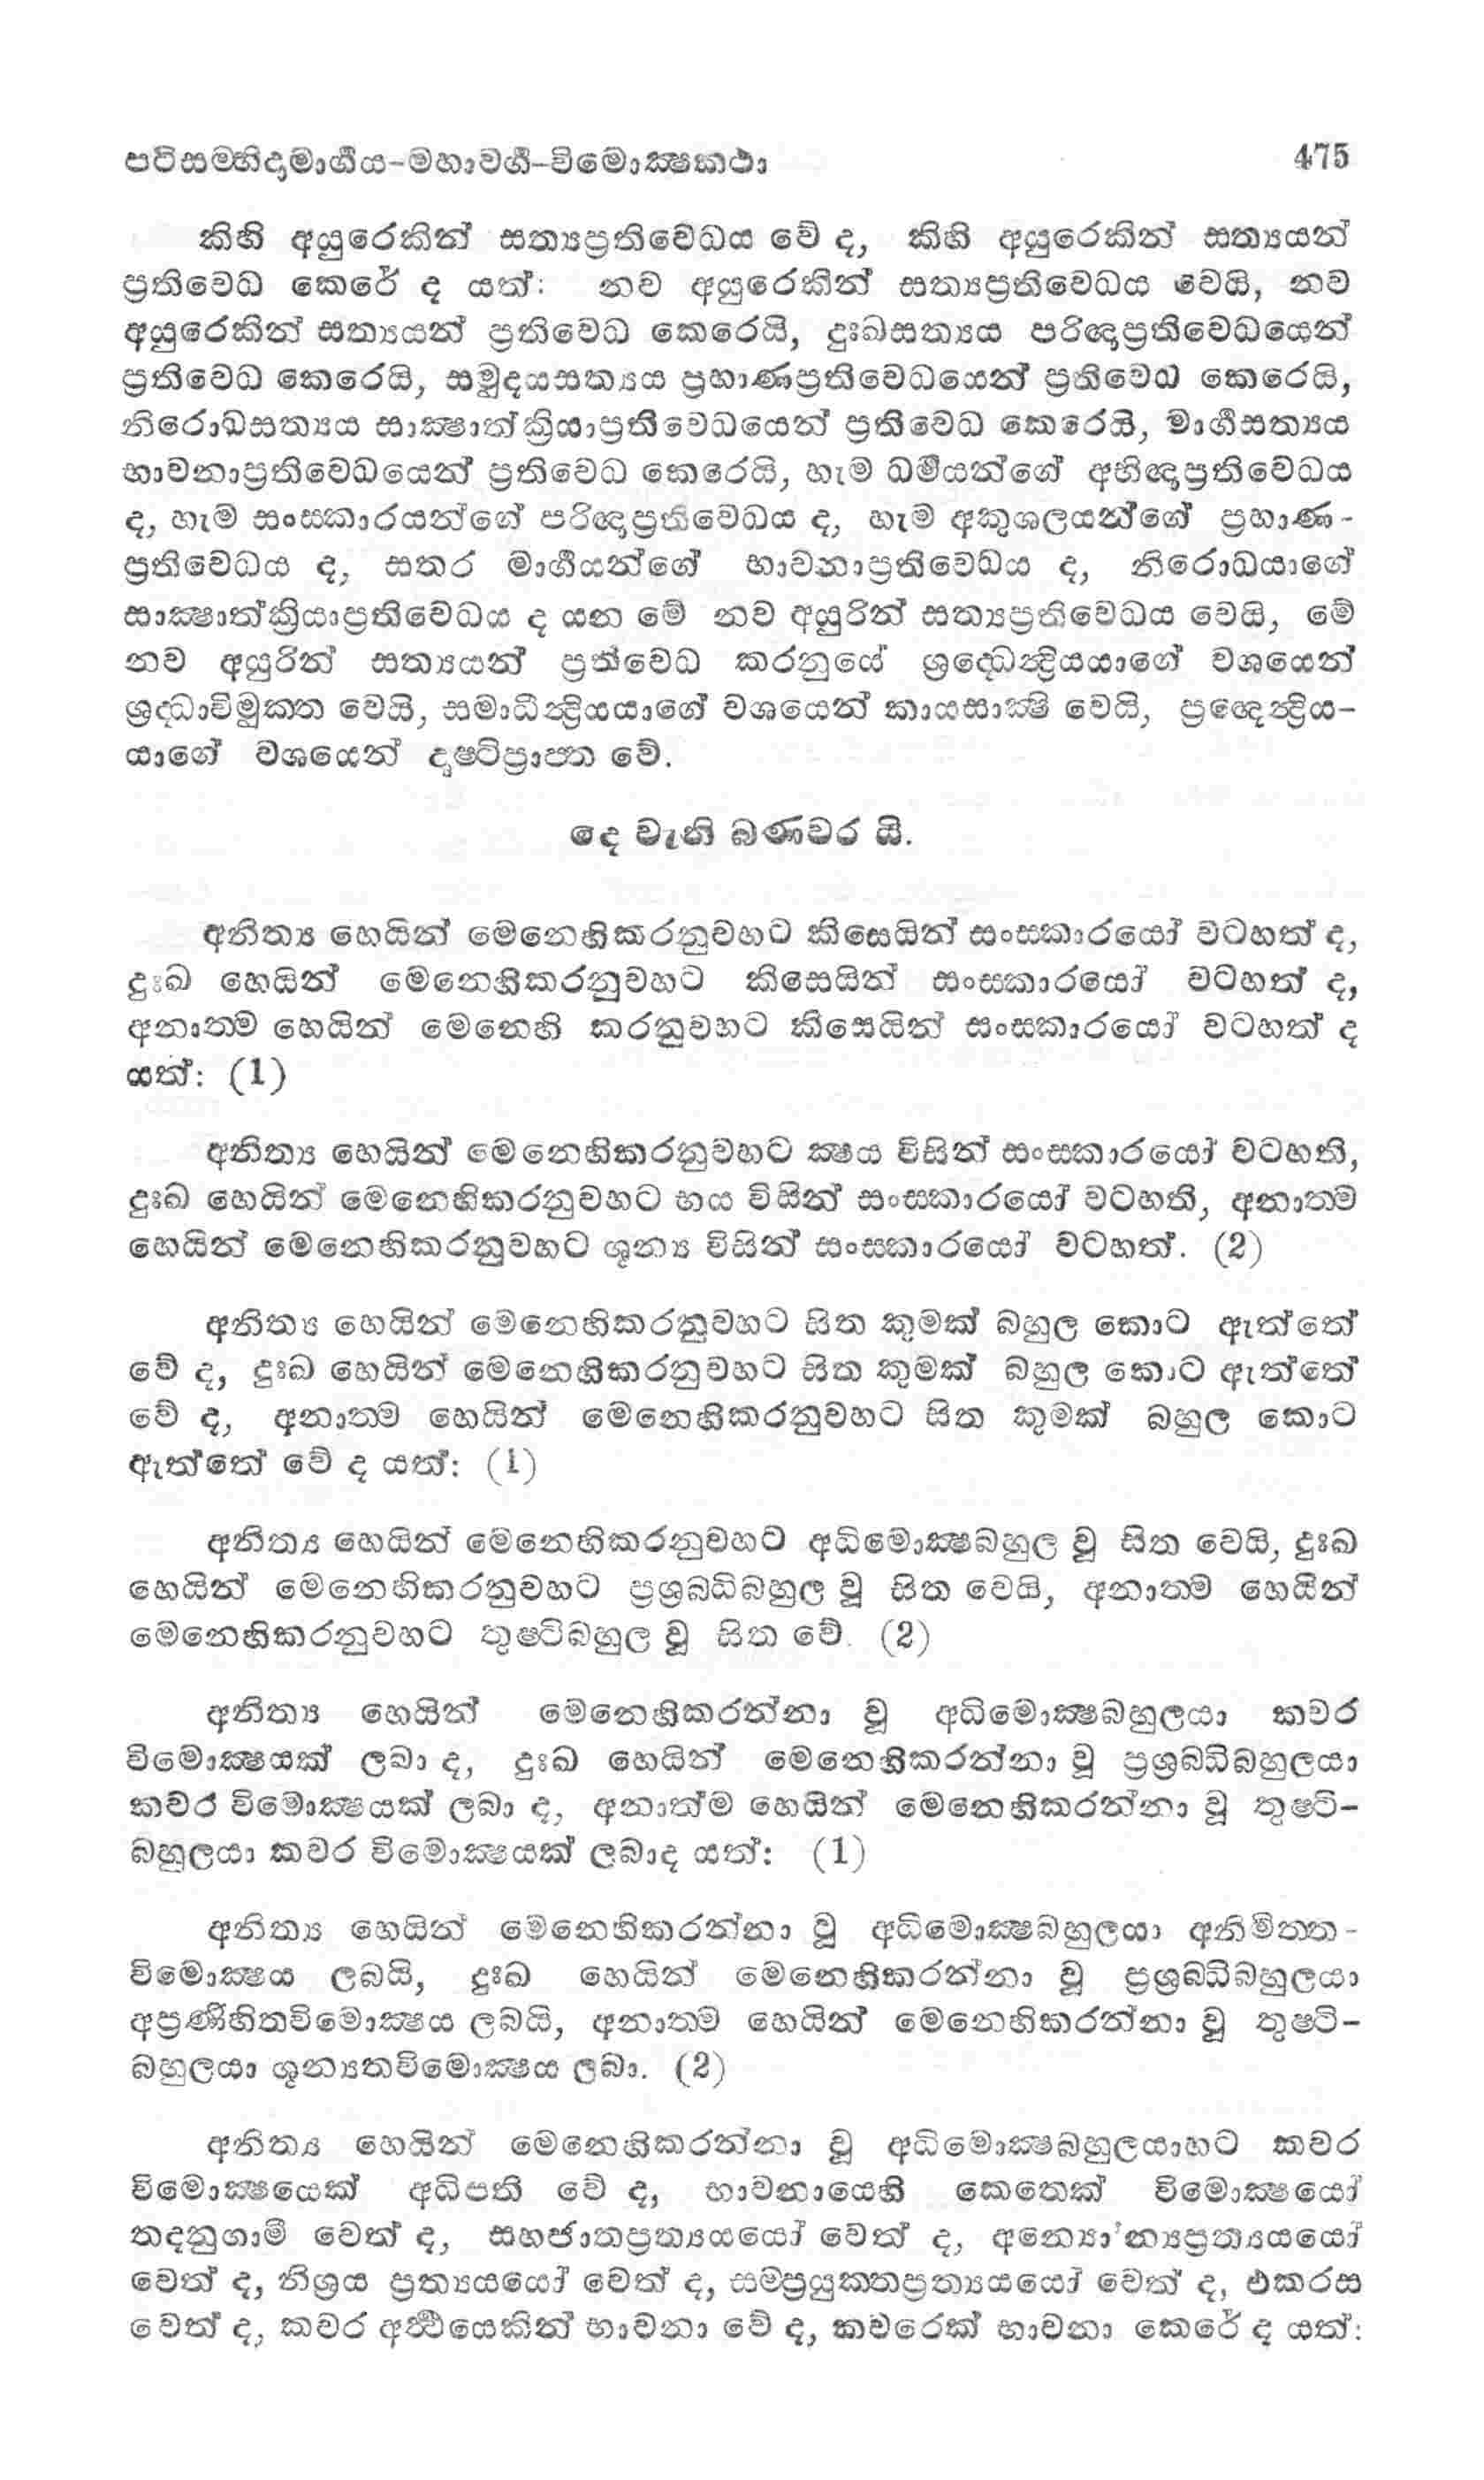 පටිසම්භිදාමාර්ගය-මහාවර්ග-විමොක්ෂකථා 475
කිහි අයුරෙකින් සත්‍යප්‍රතිවේධය වේ ද, කිහි අයුරෙකින් සත්‍යයන්
ප්‍රතිවෙධ කෙරේ ද යත්: නව අයුරෙකින් සත්‍යප්‍රතිවෙධය වෙයි, නව
අයුරෙකින් සත්‍යයන් ප්‍රතිවෙධ කෙරෙයි, දුඃඛසත්‍යය පරිඥාප්‍රතිවෙධයෙන්
ප්‍රතිවෙධ කෙරෙයි, සමුදයසත්‍යය ප්‍රහාණප්‍රතිවෙධයෙන් ප්‍රතිවෙධ කෙරෙයි,
නිරොධසත්‍යය සාක්ෂාත්ක්‍රියාප්‍රතිවෙධයෙන් ප්‍රතිවෙධ කෙරෙයි, මාර්ගසත්‍යය
භාවනාප්‍රතිවෙධයෙන් ප්‍රතිවෙධ කෙරෙයි, හැම ධර්මයන්ගේ අභිඥාප්‍රතිවෙධය
ද, හැම සංස්කාරයන්ගේ පරිඥාප්‍රතිවෙධය ද, හැම අකුශලයන්ගේ ප්‍රහාණ-
ප්‍රතිවෙධය ද, සතර මාර්ගයන්ගේ භාවනාප්‍රතිවෙධය ද, නිරොධයාගේ
සාක්ෂාත්ක්‍රියාප්‍රතිවෙධය ද යන මේ නව අයුරින් සත්‍යප්‍රතිවෙධය වෙයි, මේ
නව අයුරින් සත්‍යයන් ප්‍රතිවෙධ කරනුයේ ශ්‍රද්ධෙන්ද්‍රියයාගේ වශයෙන්
ශ්‍රද්ධාවිමුක්ත වෙයි, සමාධීන්ද්‍රියයාගේ වශයෙන් කායසාක්ෂි වෙයි, ප්‍රඥෙන්ද්‍රිය-
යාගේ වශයෙන් දෘෂ්ටිප්‍රාප්ත වේ.
දෙ වැනි බණවර යි.
අනිත්‍ය හෙයින් මෙනෙහිකරනුවහට කිසෙයින් සංස්කාරයෝ වටහත් ද,
දුඃඛ හෙයින් මෙනෙහිකරනුවහට කිසෙයින් සංස්කාරයෝ වටහත් ද,
අනාත්ම හෙයින් මෙනෙහි කරනුවහට කිසෙයින් සංස්කාරයෝ වටහත් ද
යත්: (1)
අනිත්‍ය හෙයින් මෙනෙහිකරනුවහට ක්ෂය විසින් සංස්කාරයෝ වටහති,
දුඃඛ හෙයින් මෙනෙහිකරනුවහට භය විසින් සංස්කාරයෝ වටහති, අනාත්ම
හෙයින් මෙනෙහිකරනුවහට ශූන්‍ය විසින් සංස්කාරයෝ වටහත්. (2)
අනිත්‍ය හෙයින් මෙනෙහිකරනුවහට සිත කුමක් බහුල කොට ඇත්තේ
වේ ද, දුඃඛ හෙයින් මෙනෙහිකරනුවහට සිත කුමක් බහුල කොට ඇත්තේ
වේ ද, අනාත්ම හෙයින් මෙනෙහිකරනුවහට සිත කුමක් බහුල කොට
ඇත්තේ වේ ද යත්: (1)
අනිත්‍ය හෙයින් මෙනෙහිකරනුවහට අධිමොක්ෂබහුල වූ සිත වෙයි, දුඃඛ
හෙයින් මෙනෙහිකරනුවහට ප්‍රශ්‍රබ්ධිබහුල වූ සිත වෙයි, අනාත්ම හෙයින්
මෙනෙහිකරනුවහට තුෂ්ටිබහුල වූ සිත වේ. (2)
අනිත්‍ය හෙයින් මෙනෙහිකරන්නා වූ අධිමොක්ෂබහුලයා කවර
විමොක්ෂයක් ලබා ද, දුඃඛ හෙයින් මෙනෙහිකරන්නා වූ ප්‍රශ්‍රබ්ධිබහුලයා
කවර විමොක්ෂයක් ලබා ද, අනාත්ම හෙයින් මෙනෙහිකරන්නා වූ තුෂ්ටි-
බහුලයා කවර විමොක්ෂයක් ලබාද යත්: (1)
අනිත්‍ය හෙයින් මෙනෙහිකරන්නා වූ අධිමොක්ෂබහුලයා අනිමිත්ත-
විමොක්ෂය ලබයි, දුඃඛ හෙයින් මෙනෙහිකරන්නා වූ ප්‍රශ්‍රබ්ධිබහුලයා
අප්‍රණිහිතවිමොක්ෂය ලබයි, අනාත්ම හෙයින් මෙනෙහිකරන්නා වූ තුෂ්ටි-
බහුලයා ශූන්‍යතවිමොක්ෂය ලබා. (2)
අනිත්‍ය හෙයින් මෙනෙහිකරන්නා වූ අධිමොක්ෂබහුලයාහට කවර
විමොක්ෂයෙක් අධිපති වේ ද, භාවනායෙහි කෙතෙක් විමොක්ෂයෝ
තදනුගාමී වෙත් ද, සහජාතප්‍රත්‍යයයෝ වෙත් ද, අන්‍යො'න්‍යප්‍රත්‍යයයෝ
වෙත් ද, නිශ්‍රය ප්‍රත්‍යයයෝ වෙත් ද, සම්ප්‍රයුක්තප්‍රත්‍යයයෝ වෙත් ද, එකරස
වෙත් ද, කවර අර්ථයෙකින් භාවනා වේ ද, කවරෙක් භාවනා කෙරේ ද යත්: